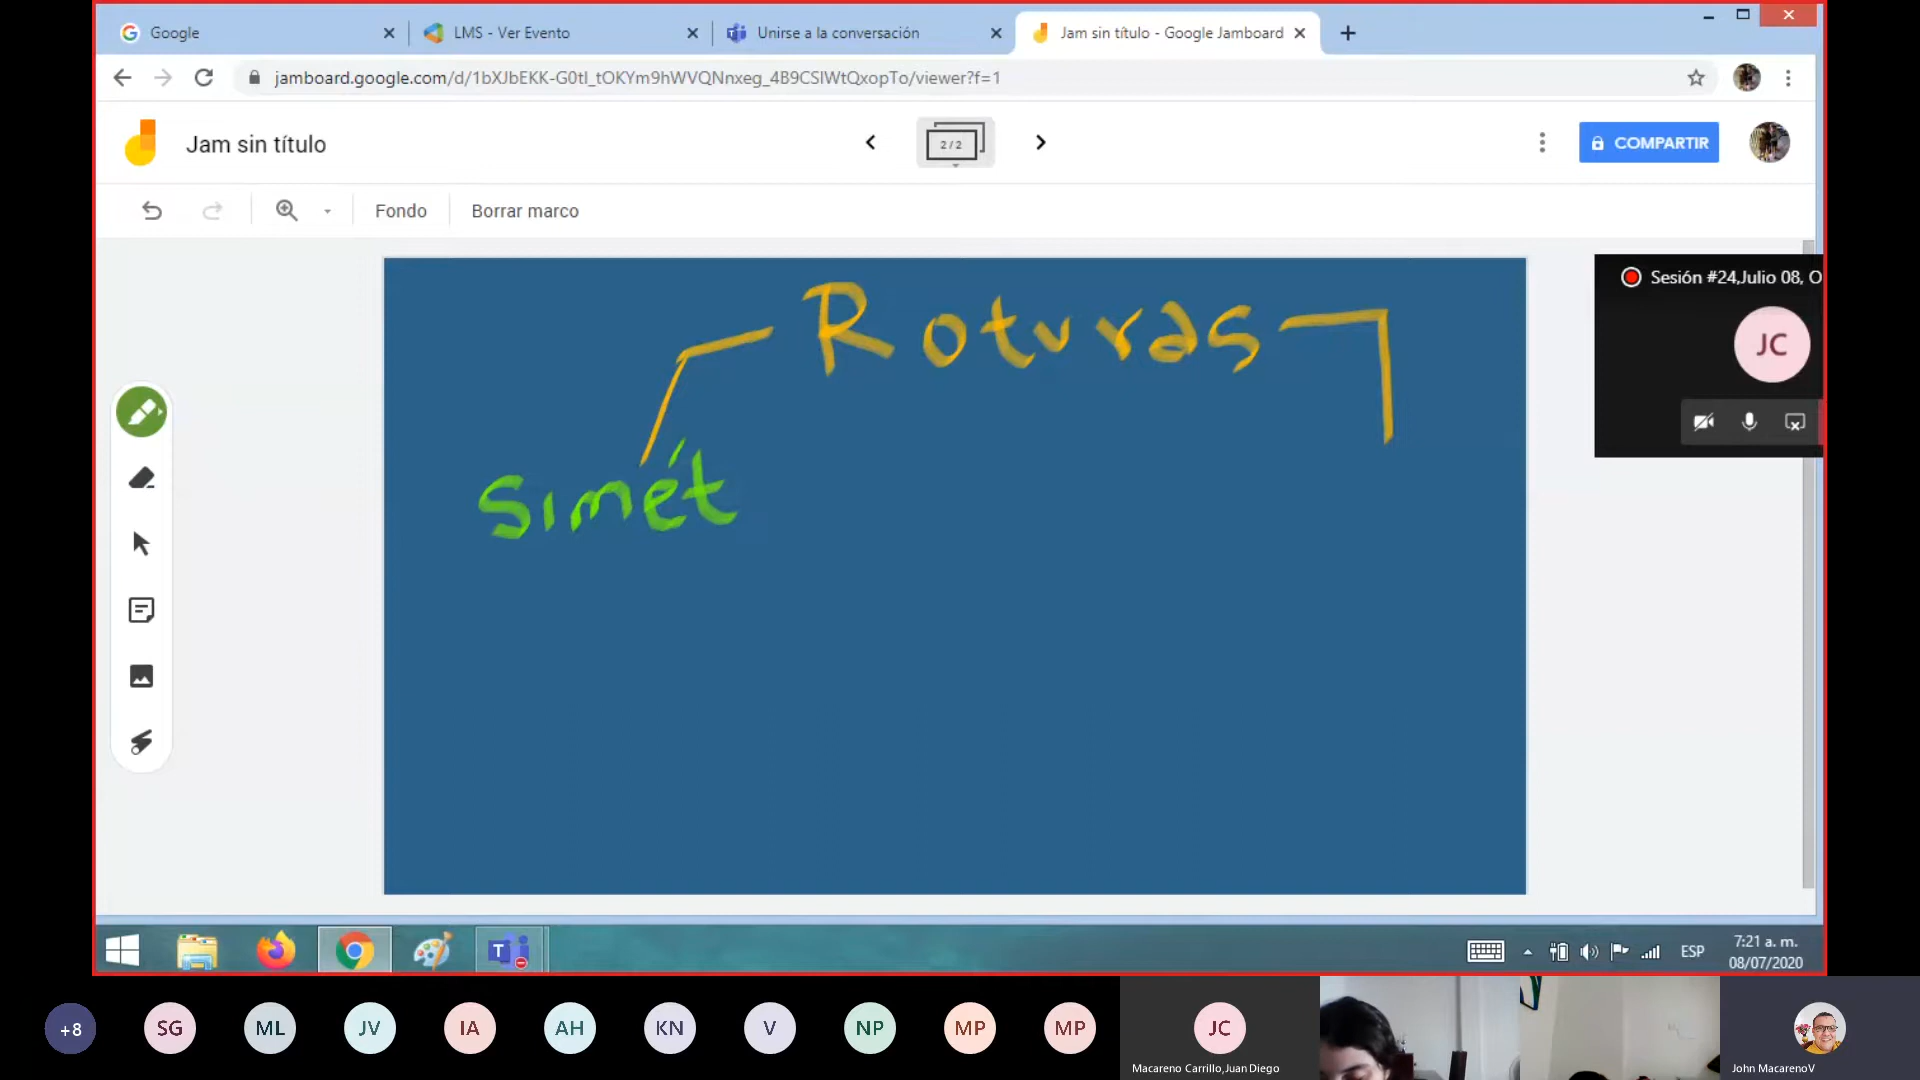 Google
LMS - Ver Evento
Unirse a la conversación
Jam sin título - Google Jamboard
jamboard.google.com/d/1bXJbEKK-G0tI_tOKYm9hWVQNnxeg_4B9CSlWtQxopTo/viewer?f=1
Jam sin título
2 / 2
COMPARTIR
Fondo
Borrar marco
Sesión #24,Julio 08, O
JC
Roturas
Simét
ESP
7:21 a. m.
08/07/2020
+8
SG
ML
JV
IA
AH
KN
V
NP
MP
MP
JC
Macareno Carrillo,Juan Diego
John MacarenoV